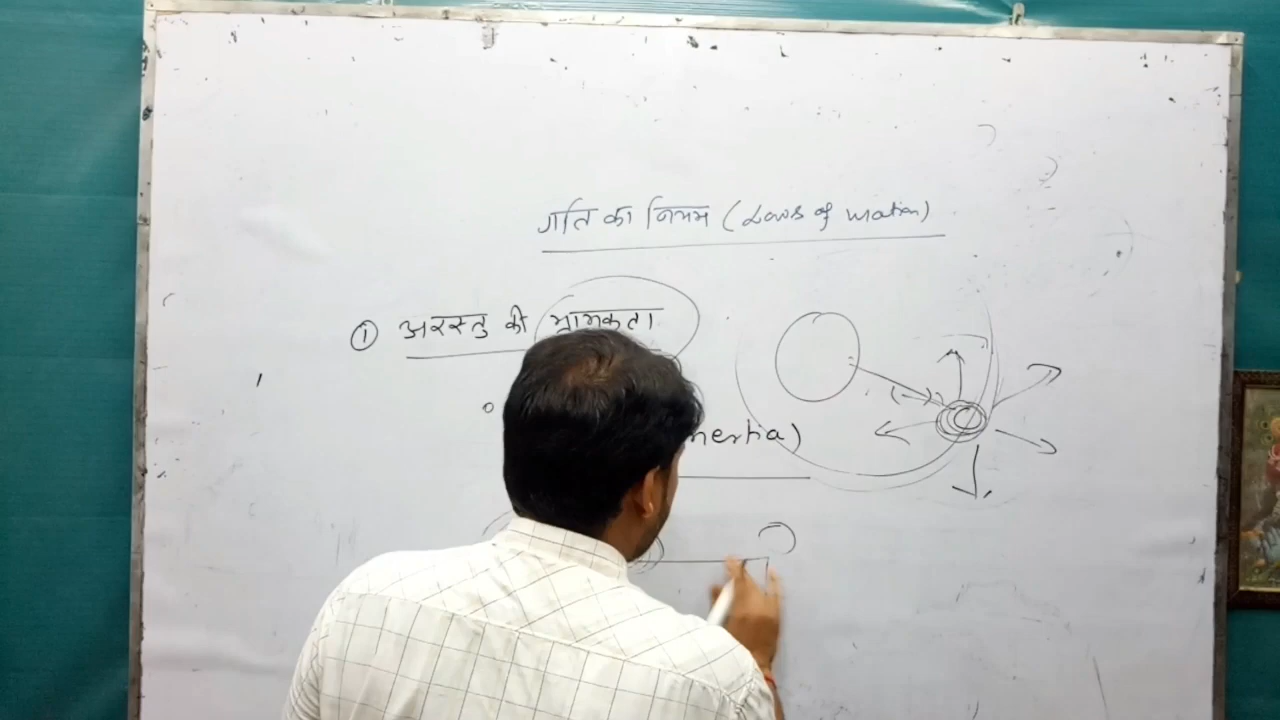 गति का नियम (Laws of Motion)
① अरस्तु की भ्रामकता
nertia)